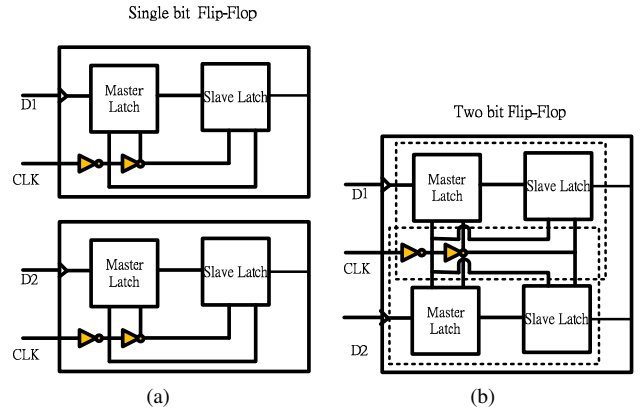 Single bit Flip-Flop
D1
Master
Latch
Slave Latch
CLK
D2
Master
Latch
Slave Latch
CLK
(a)
Two bit Flip-Flop
D1
Master
Latch
Slave Latch
CLK
Master
Latch
Slave Latch
D2
(b)